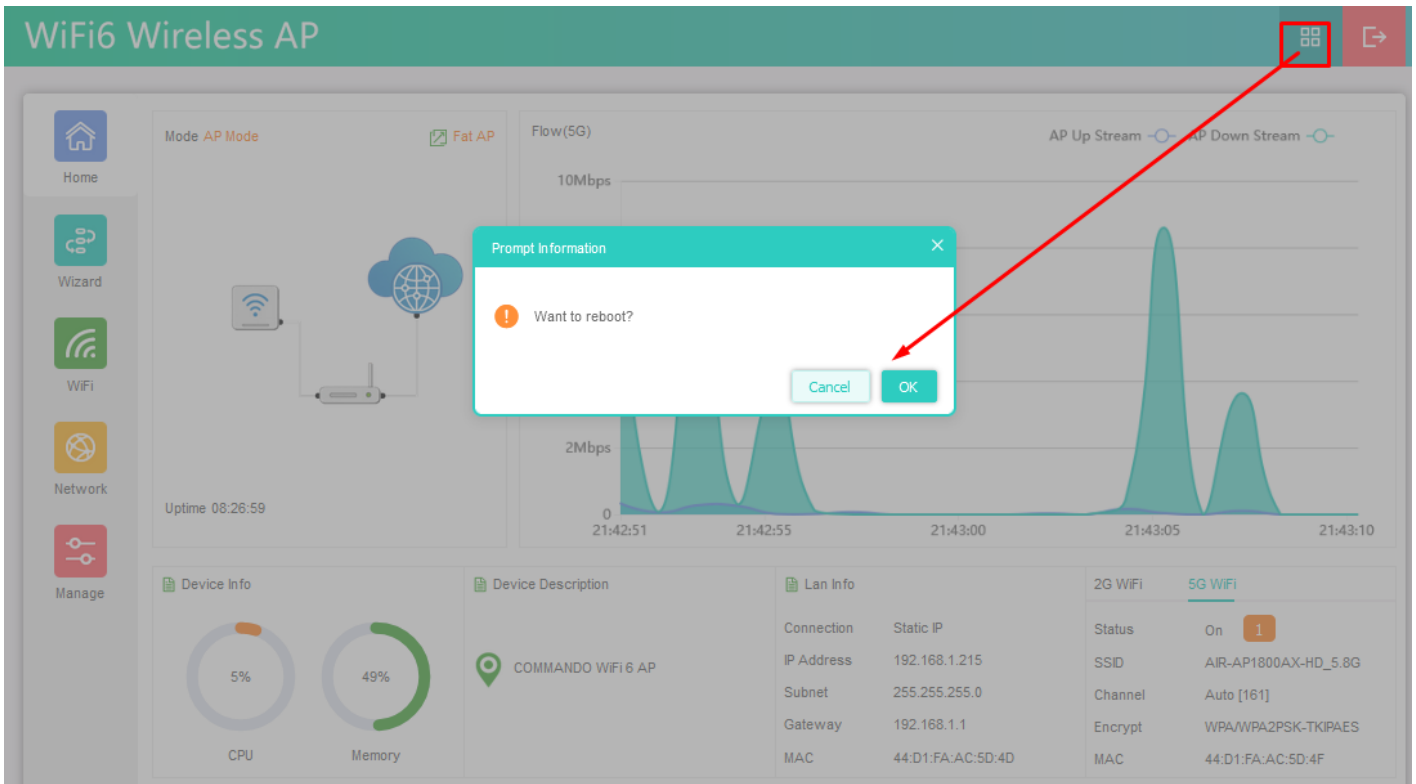 WiFi6 Wireless AP
Home
Wizard
WiFi
Network
Manage
Mode AP Mode
Fat AP
Uptime 08:26:59
Flow(5G)
AP Up Stream
AP Down Stream
10Mbps
2Mbps
0
21:42:51
21:42:55
21:43:00
21:43:05
21:43:10
Prompt Information
Want to reboot?
Cancel
OK
Device Info
5%
49%
CPU
Memory
Device Description
COMMANDO WiFi 6 AP
Lan Info
Connection Static IP
IP Address 192.168.1.215
Subnet 255.255.255.0
Gateway 192.168.1.1
MAC 44:D1:FA:AC:5D:4D
2G WiFi 5G WiFi
Status On 1
SSID AIR-AP1800AX-HD_5.8G
Channel Auto [161]
Encrypt WPA/WPA2PSK-TKIPAES
MAC 44:D1:FA:AC:5D:4F